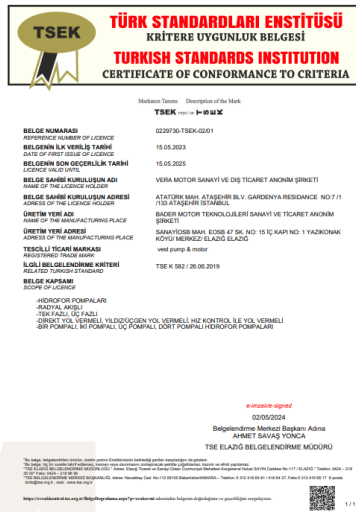 TSEK
TÜRK STANDARDLARI ENSTİTÜSÜ
KRİTERE UYGUNLUK BELGESİ
TURKISH STANDARDS INSTITUTION
CERTIFICATE OF CONFORMANCE TO CRITERIA
Markanın Tanımı Description of the Mark
TSEK veya / or TSEK
BELGE NUMARASI 0229730-TSEK-02/01
REFERENCE NUMBER OF LICENCE
BELGENİN İLK VERİLİŞ TARİHİ 15.05.2023
DATE OF FIRST ISSUE OF LICENCE
BELGENİN SON GEÇERLİLİK TARİHİ 15.05.2025
LICENCE VALID UNTIL
BELGE SAHİBİ KURULUŞUN ADI VERA MOTOR SANAYİ VE DIŞ TİCARET ANONİM
NAME OF THE LICENCE HOLDER ŞİRKETİ
BELGE SAHİBİ KURULUŞUN ADRESİ ATATÜRK MAH. ATAŞEHİR BLV. GARDENYA RESIDANCE NO:7 /1
ADRESS OF THE LICENCE HOLDER /133 ATAŞEHİR İSTANBUL
ÜRETİM YERİ ADI BADER MOTOR TEKNOLOJİLERİ SANAYİ VE TİCARET ANONİM
NAME OF THE MANUFACTURING PLACE ŞİRKETİ
ÜRETİM YERİ ADRESİ SANAYİOSB MAH. EOSB 47 SK. NO: 15 İÇ KAPI NO: 1 YAZIKONAK
ADRESS OF THE MANUFACTURING PLACE KÖYÜ/ MERKEZ/ ELAZIĞ ELAZIĞ
TESCİLLİ TİCARİ MARKASI vest pump & motor
REGISTERED TRADE MARK
İLGİLİ BELGELENDİRME KRİTERİ TSE K 582 / 26.06.2019
RELATED TURKISH STANDARD
BELGE KAPSAMI
SCOPE OF LICENCE
-HİDROFOR POMPALARI
-RADYAL AKIŞLI
-TEK FAZLI, ÜÇ FAZLI
-DİREKT YOL VERMELİ, YILDIZ/ÜÇGEN YOL VERMELİ, HIZ KONTROL İLE YOL VERMELİ
-BİR POMPALI, İKİ POMPALI, ÜÇ POMPALI, DÖRT POMPALI HİDROFOR POMPALARI
e-imzalı/e-signed
02/05/2024
Belgelendirme Merkezi Başkanı Adına
AHMET SAVAŞ YONCA
TSE ELAZIĞ BELGELENDİRME MÜDÜRÜ
1 / 1